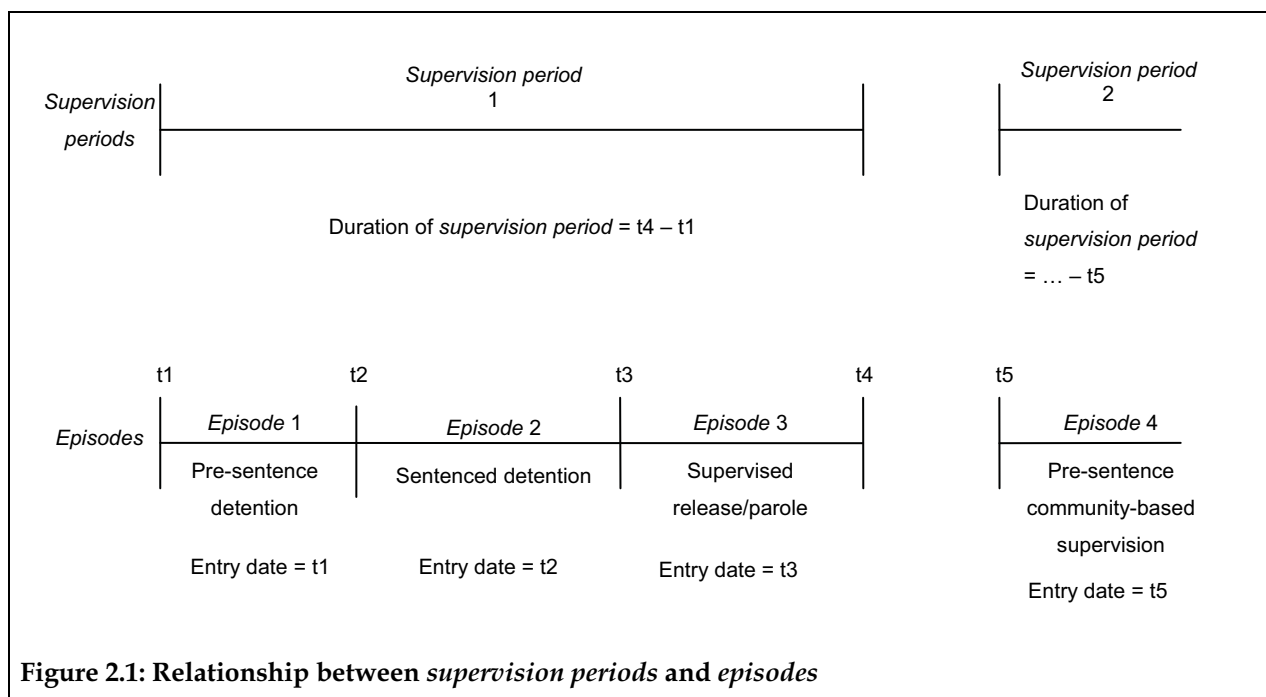 Supervision period
1
Supervision period
2
Supervision
periods
Duration of supervision period = t4 – t1
Duration of
supervision period
= … – t5
t1
t2
t3
t4
t5
Episodes
Episode 1
Episode 2
Episode 3
Episode 4
Pre-sentence
detention
Sentenced detention
Supervised
release/parole
Pre-sentence
community-based
supervision
Entry date = t1
Entry date = t2
Entry date = t3
Entry date = t5
Figure 2.1: Relationship between supervision periods and episodes